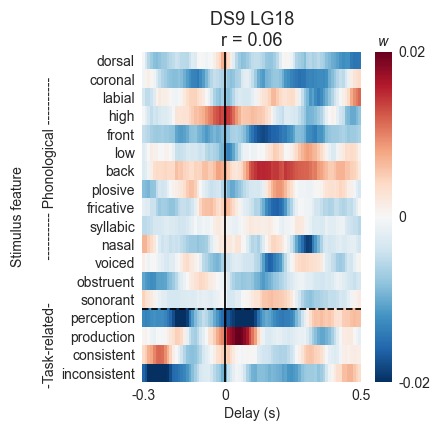 DS9 LG18
r = 0.06
w
dorsal
coronal
labial
high
front
low
back
plosive
fricative
syllabic
nasal
voiced
obstruent
sonorant
perception
production
consistent
inconsistent
Stimulus feature
-Task-related- ---------- Phonological ----------
0.02
0
-0.02
-0.3 0 0.5
Delay (s)